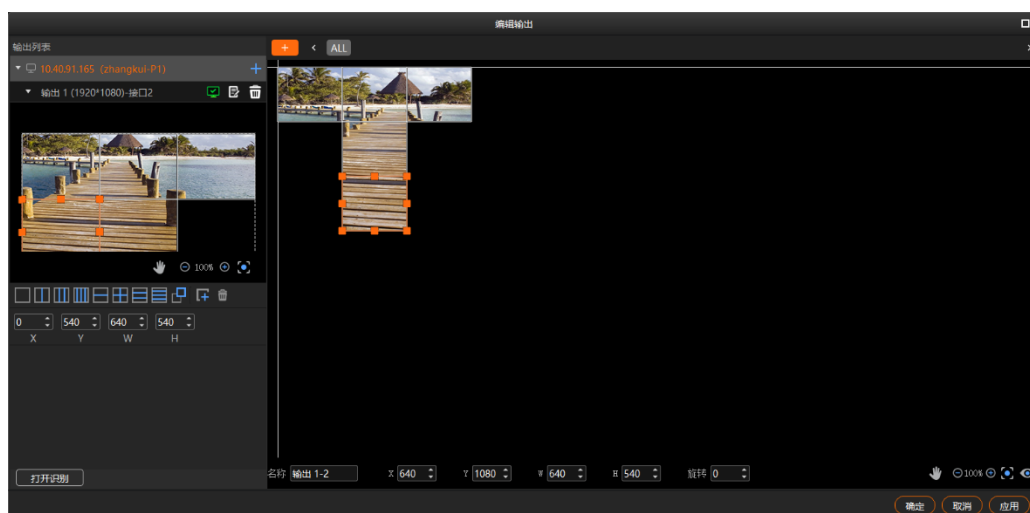 编辑输出
输出列表
+ < ALL
10.40.91.165 (zhangkui-P1) +
输出 1 (1920*1080)-接口2
100%
0 540 640 540
X Y W H
打开识别
名称 输出 1-2 X 640 Y 1080 W 640 H 540 旋转 0 100%
确定 取消 应用